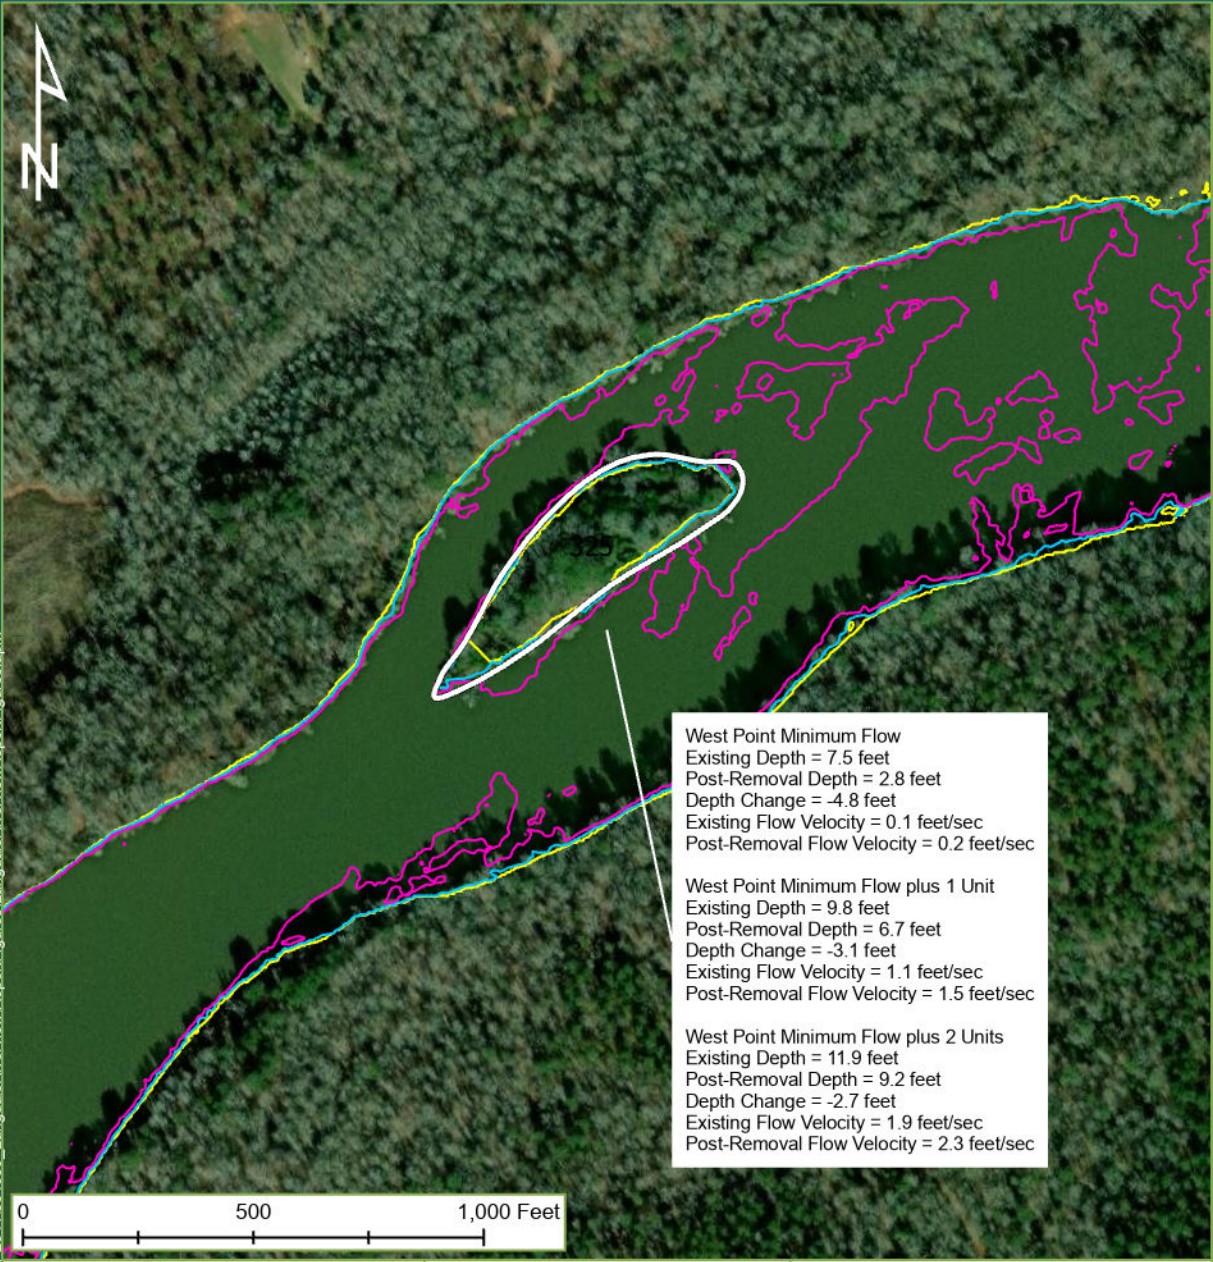 N
325
West Point Minimum Flow
Existing Depth = 7.5 feet
Post-Removal Depth = 2.8 feet
Depth Change = -4.8 feet
Existing Flow Velocity = 0.1 feet/sec
Post-Removal Flow Velocity = 0.2 feet/sec
West Point Minimum Flow plus 1 Unit
Existing Depth = 9.8 feet
Post-Removal Depth = 6.7 feet
Depth Change = -3.1 feet
Existing Flow Velocity = 1.1 feet/sec
Post-Removal Flow Velocity = 1.5 feet/sec
West Point Minimum Flow plus 2 Units
Existing Depth = 11.9 feet
Post-Removal Depth = 9.2 feet
Depth Change = -2.7 feet
Existing Flow Velocity = 1.9 feet/sec
Post-Removal Flow Velocity = 2.3 feet/sec
0 500 1,000 Feet